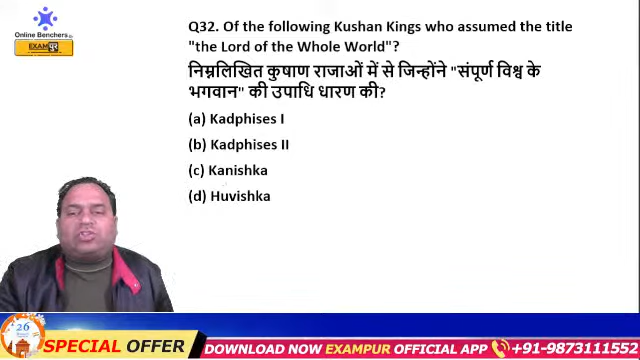 Online Benchers
EXAMपुर
Q32. Of the following Kushan Kings who assumed the title
"the Lord of the Whole World"?
निम्नलिखित कुषाण राजाओं में से जिन्होंने "संपूर्ण विश्व के
भगवान" की उपाधि धारण की?
(a) Kadphises I
(b) Kadphises II
(c) Kanishka
(d) Huvishka
26
SPECIAL OFFER
DOWNLOAD NOW EXAMPUR OFFICIAL APP
+91-9873111552